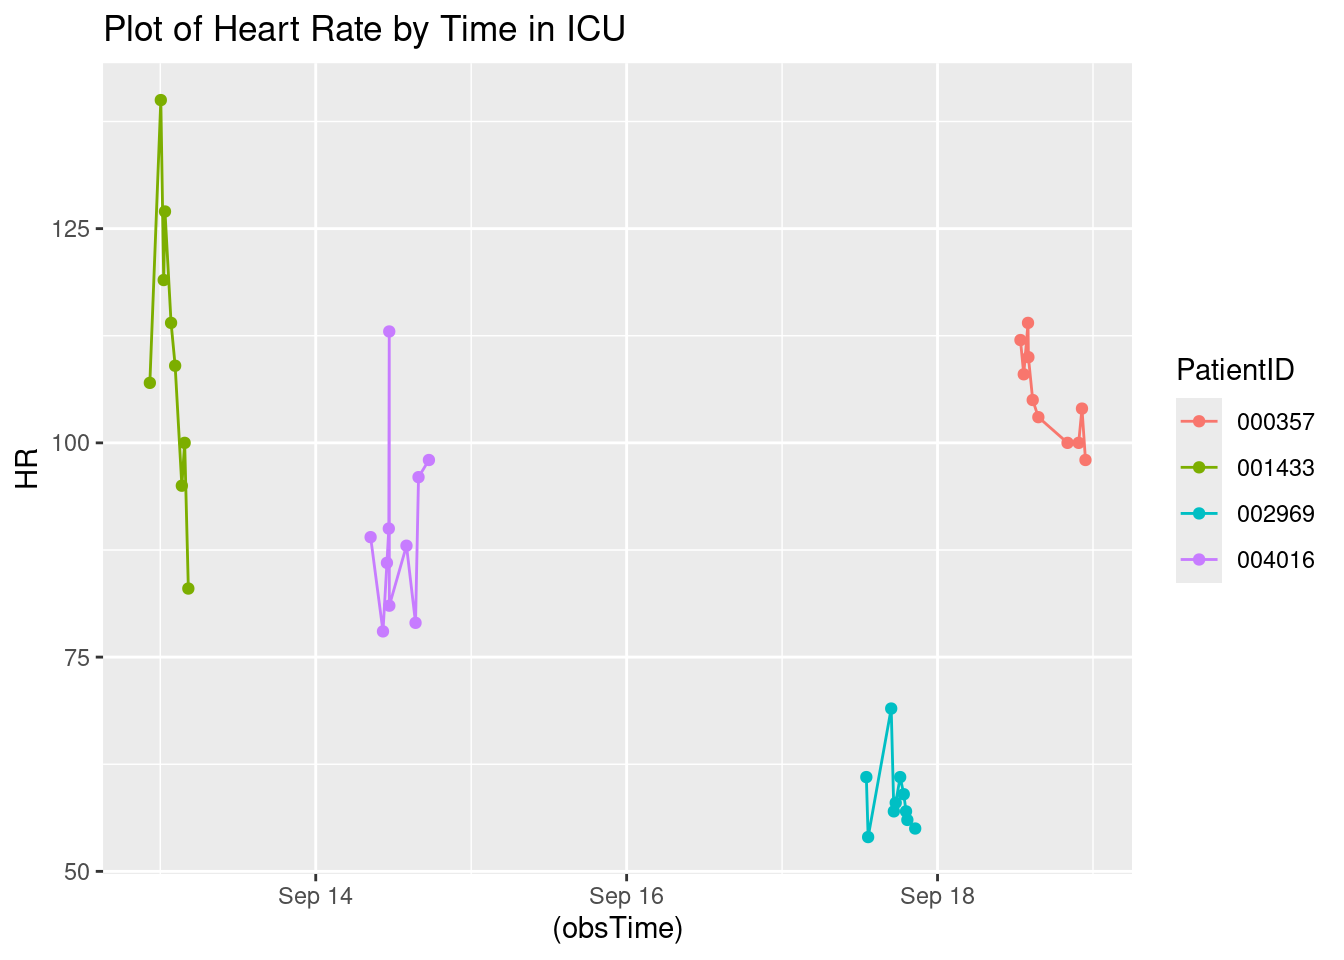 Plot of Heart Rate by Time in ICU
125
100
75
50
HR
Sep 14
Sep 16
Sep 18
(obsTime)
PatientID
000357
001433
002969
004016